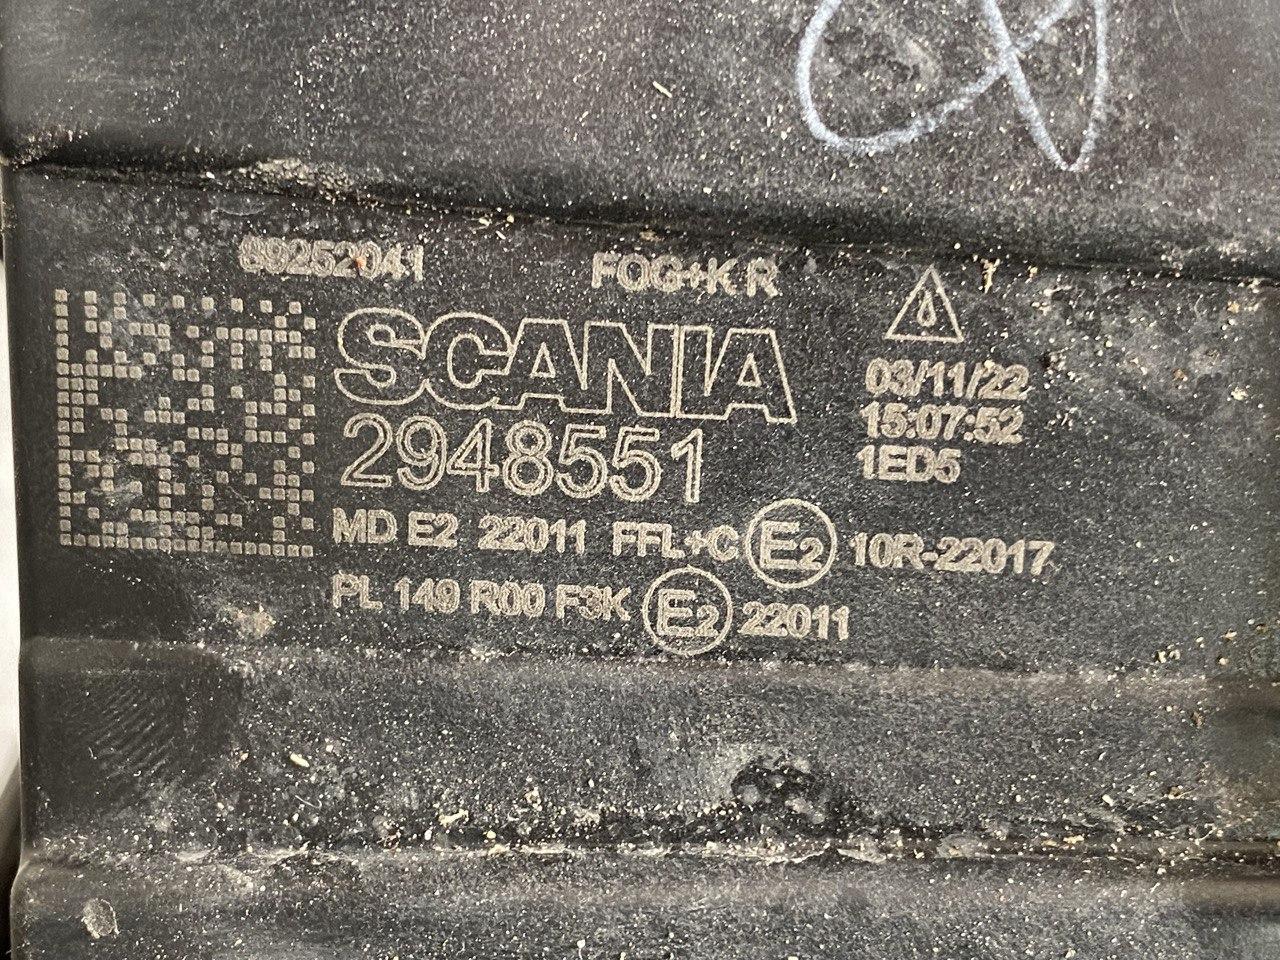 89252041
FOG+K R
SCANIA
2948551
03/11/22
15:07:52
1ED5
MD E2 22011 FFL+C E2 10R-22017
PL 149 R00 F3K E2 22011